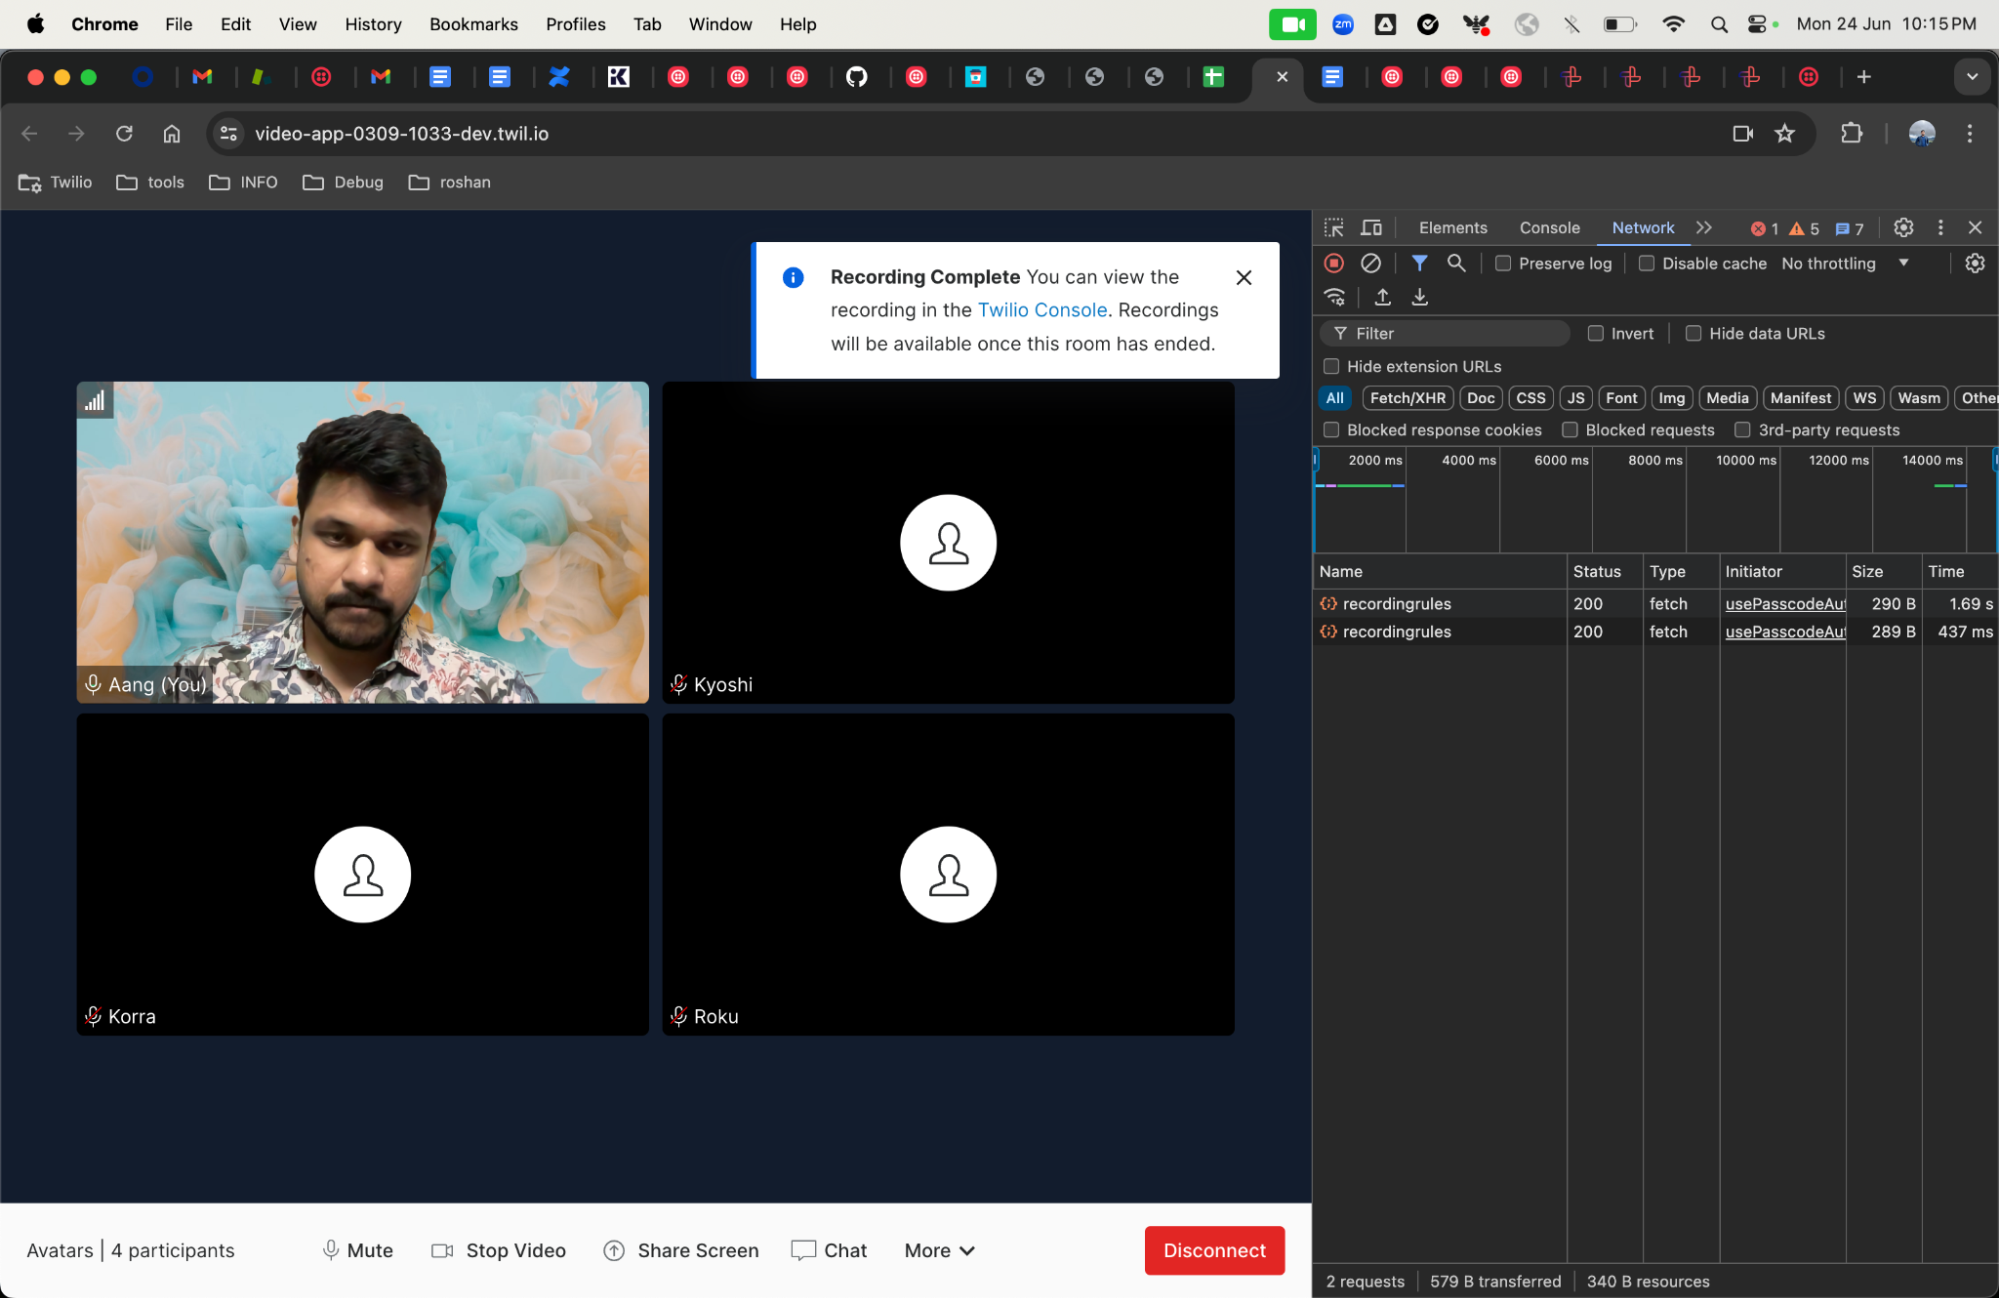 Chrome File Edit View History Bookmarks Profiles Tab Window Help zm Mon 24 Jun 10:15 PM
video-app-0309-1033-dev.twil.io
Twilio tools INFO Debug roshan
Recording Complete You can view the
recording in the Twilio Console. Recordings
will be available once this room has ended.
Aang (You)
Kyoshi
Korra
Roku
Avatars | 4 participants Mute Stop Video Share Screen Chat More Disconnect
Elements Console Network 1 5 7
Preserve log Disable cache No throttling
Filter Invert Hide data URLs
Hide extension URLs
All Fetch/XHR Doc CSS JS Font Img Media Manifest WS Wasm Other
Blocked response cookies Blocked requests 3rd-party requests
2000 ms 4000 ms 6000 ms 8000 ms 10000 ms 12000 ms 14000 ms
Name Status Type Initiator Size Time
recordingrules 200 fetch usePasscodeAut 290 B 1.69 s
recordingrules 200 fetch usePasscodeAut 289 B 437 ms
2 requests 579 B transferred 340 B resources